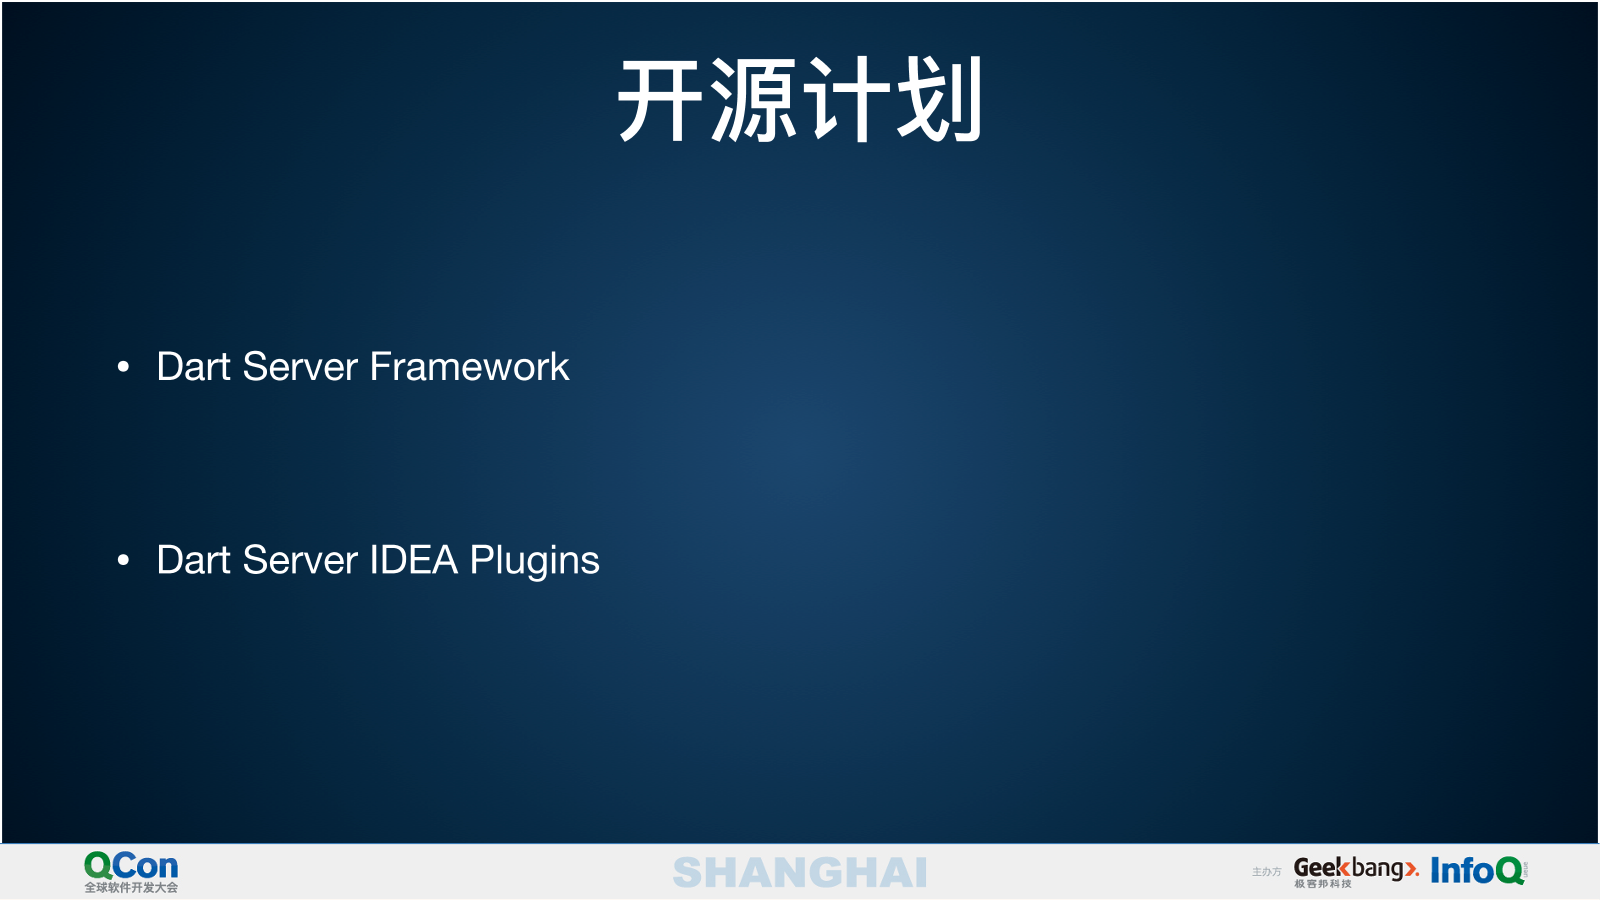 开源计划
• Dart Server Framework
• Dart Server IDEA Plugins
QCon
全球软件开发大会
SHANGHAI
主办方
Geekbang>.
极客邦科技
InfoQ